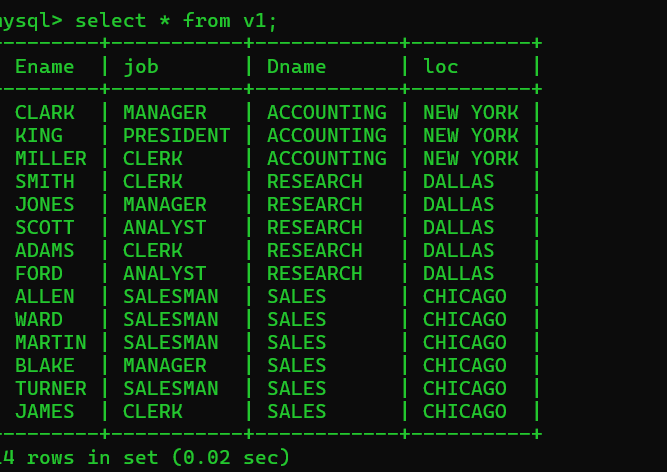 mysql> select * from v1;
--------+-----------+------------+----------+
Ename | job | Dname | loc |
--------+-----------+------------+----------+
CLARK | MANAGER | ACCOUNTING | NEW YORK |
KING | PRESIDENT | ACCOUNTING | NEW YORK |
MILLER | CLERK | ACCOUNTING | NEW YORK |
SMITH | CLERK | RESEARCH | DALLAS |
JONES | MANAGER | RESEARCH | DALLAS |
SCOTT | ANALYST | RESEARCH | DALLAS |
ADAMS | CLERK | RESEARCH | DALLAS |
FORD | ANALYST | RESEARCH | DALLAS |
ALLEN | SALESMAN | SALES | CHICAGO |
WARD | SALESMAN | SALES | CHICAGO |
MARTIN | SALESMAN | SALES | CHICAGO |
BLAKE | MANAGER | SALES | CHICAGO |
TURNER | SALESMAN | SALES | CHICAGO |
JAMES | CLERK | SALES | CHICAGO |
--------+-----------+------------+----------+
14 rows in set (0.02 sec)